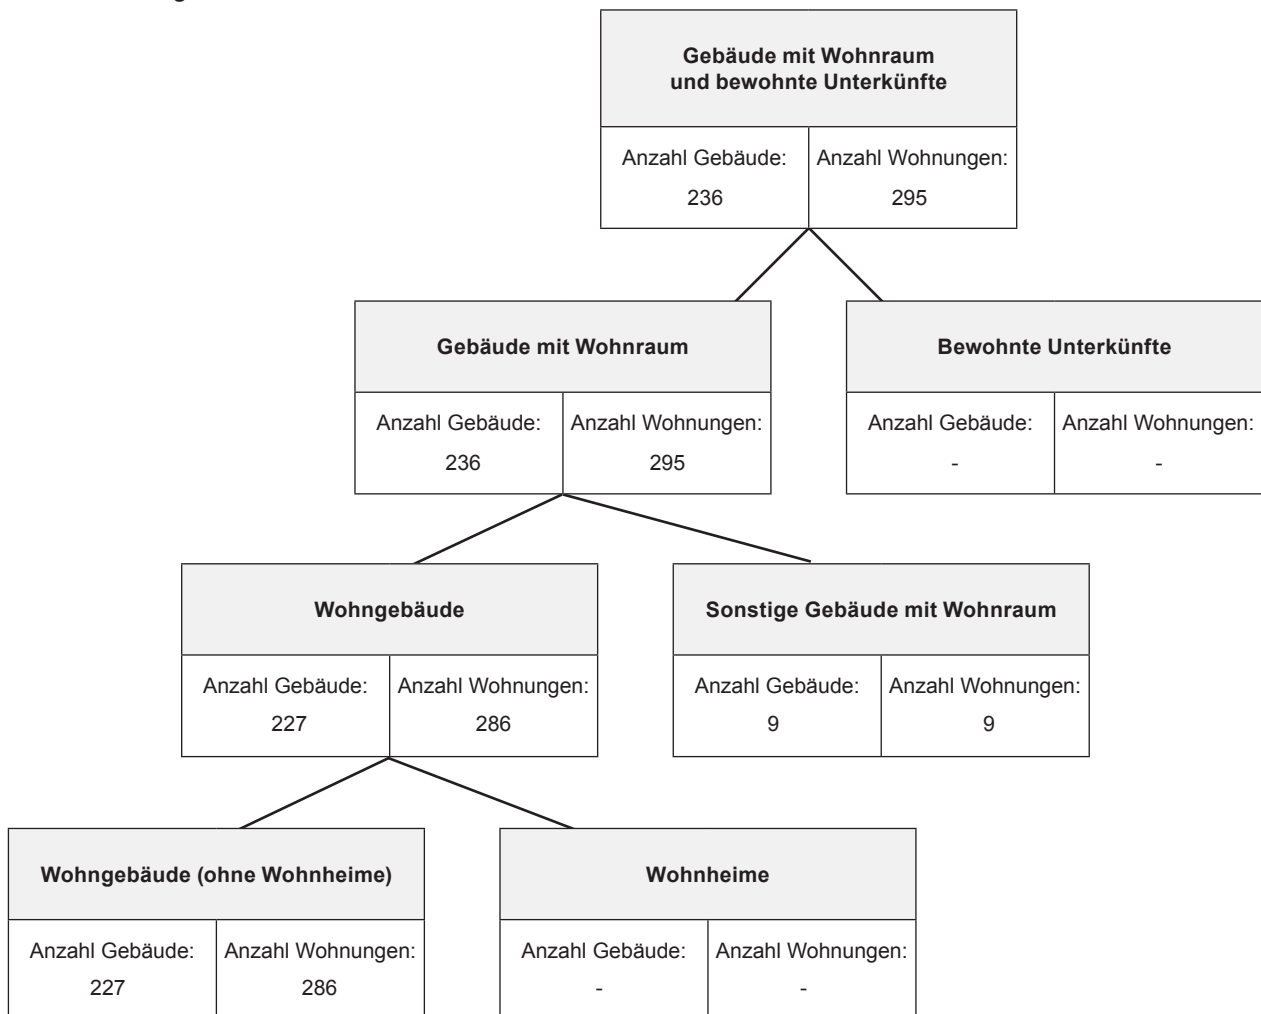 Gebäude mit Wohnraum
und bewohnte Unterkünfte
Anzahl Gebäude: Anzahl Wohnungen:
236 295
Gebäude mit Wohnraum Bewohnte Unterkünfte
Anzahl Gebäude: Anzahl Wohnungen: Anzahl Gebäude: Anzahl Wohnungen:
236 295 - -
Wohngebäude Sonstige Gebäude mit Wohnraum
Anzahl Gebäude: Anzahl Wohnungen: Anzahl Gebäude: Anzahl Wohnungen:
227 286 9 9
Wohngebäude (ohne Wohnheime) Wohnheime
Anzahl Gebäude: Anzahl Wohnungen: Anzahl Gebäude: Anzahl Wohnungen:
227 286 - -